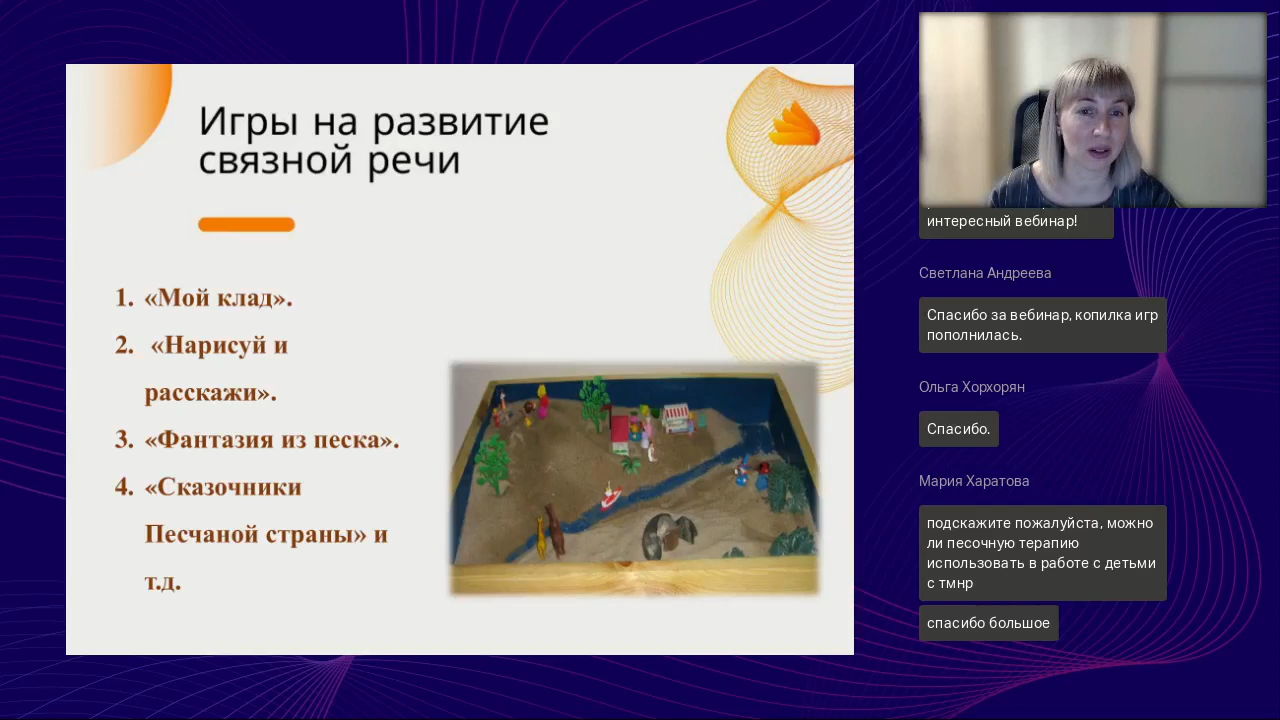 Игры на развитие
связной речи
1. «Мой клад».
2. «Нарисуй и
расскажи».
3. «Фантазия из песка».
4. «Сказочники
Песчаной страны» и
т.д.
интересный вебинар!
Светлана Андреева
Спасибо за вебинар, копилка игр
пополнилась.
Ольга Хорхорян
Спасибо.
Мария Харатова
подскажите пожалуйста, можно
ли песочную терапию
использовать в работе с детьми
с тмнр
спасибо большое